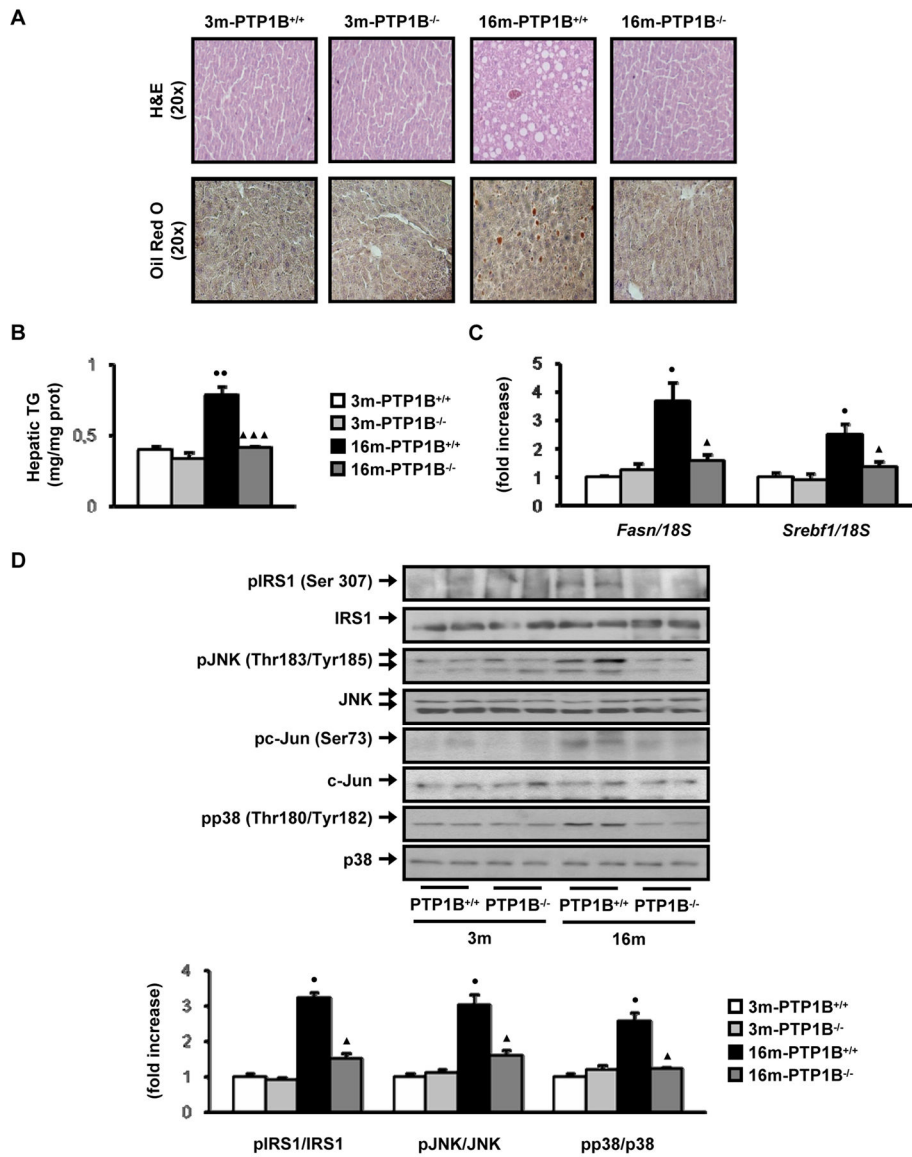 A
3m-PTP1B+/+ 3m-PTP1B-/- 16m-PTP1B+/+ 16m-PTP1B-/-
H&E
(20x)
Oil Red O
(20x)
B
Hepatic TG
(mg/mg prot)
1
0,5
0
●●
▲▲▲
3m-PTP1B+/+
3m-PTP1B-/-
16m-PTP1B+/+
16m-PTP1B-/-
C
(fold increase)
5
4
3
2
1
0
Fasn/18S Srebf1/18S
D
pIRS1 (Ser 307)
IRS1
pJNK (Thr183/Tyr185)
JNK
pc-Jun (Ser73)
c-Jun
pp38 (Thr180/Tyr182)
p38
PTP1B+/+ PTP1B-/- PTP1B+/+ PTP1B-/-
3m 16m
(fold increase)
4
3
2
1
0
pIRS1/IRS1 pJNK/JNK pp38/p38
3m-PTP1B+/+
3m-PTP1B-/-
16m-PTP1B+/+
16m-PTP1B-/-